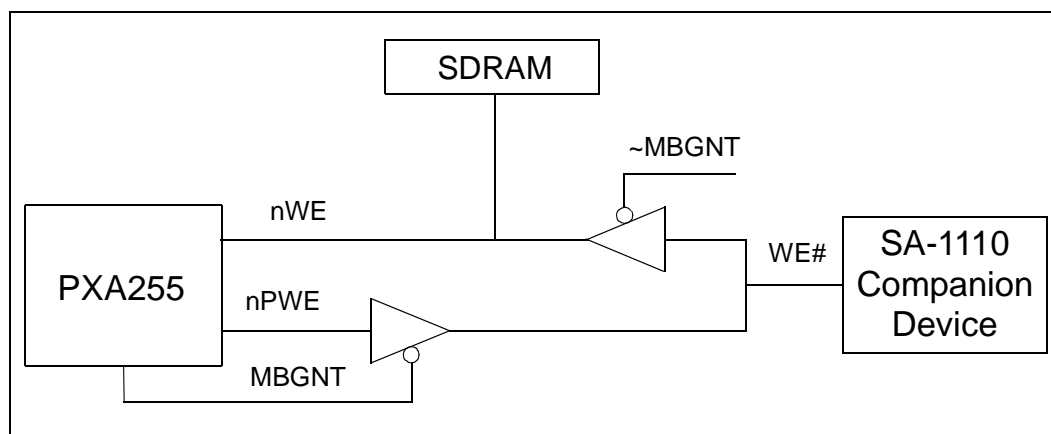 SDRAM
~MBGNT
nWE
WE#
SA-1110
Companion
Device
PXA255
nPWE
MBGNT